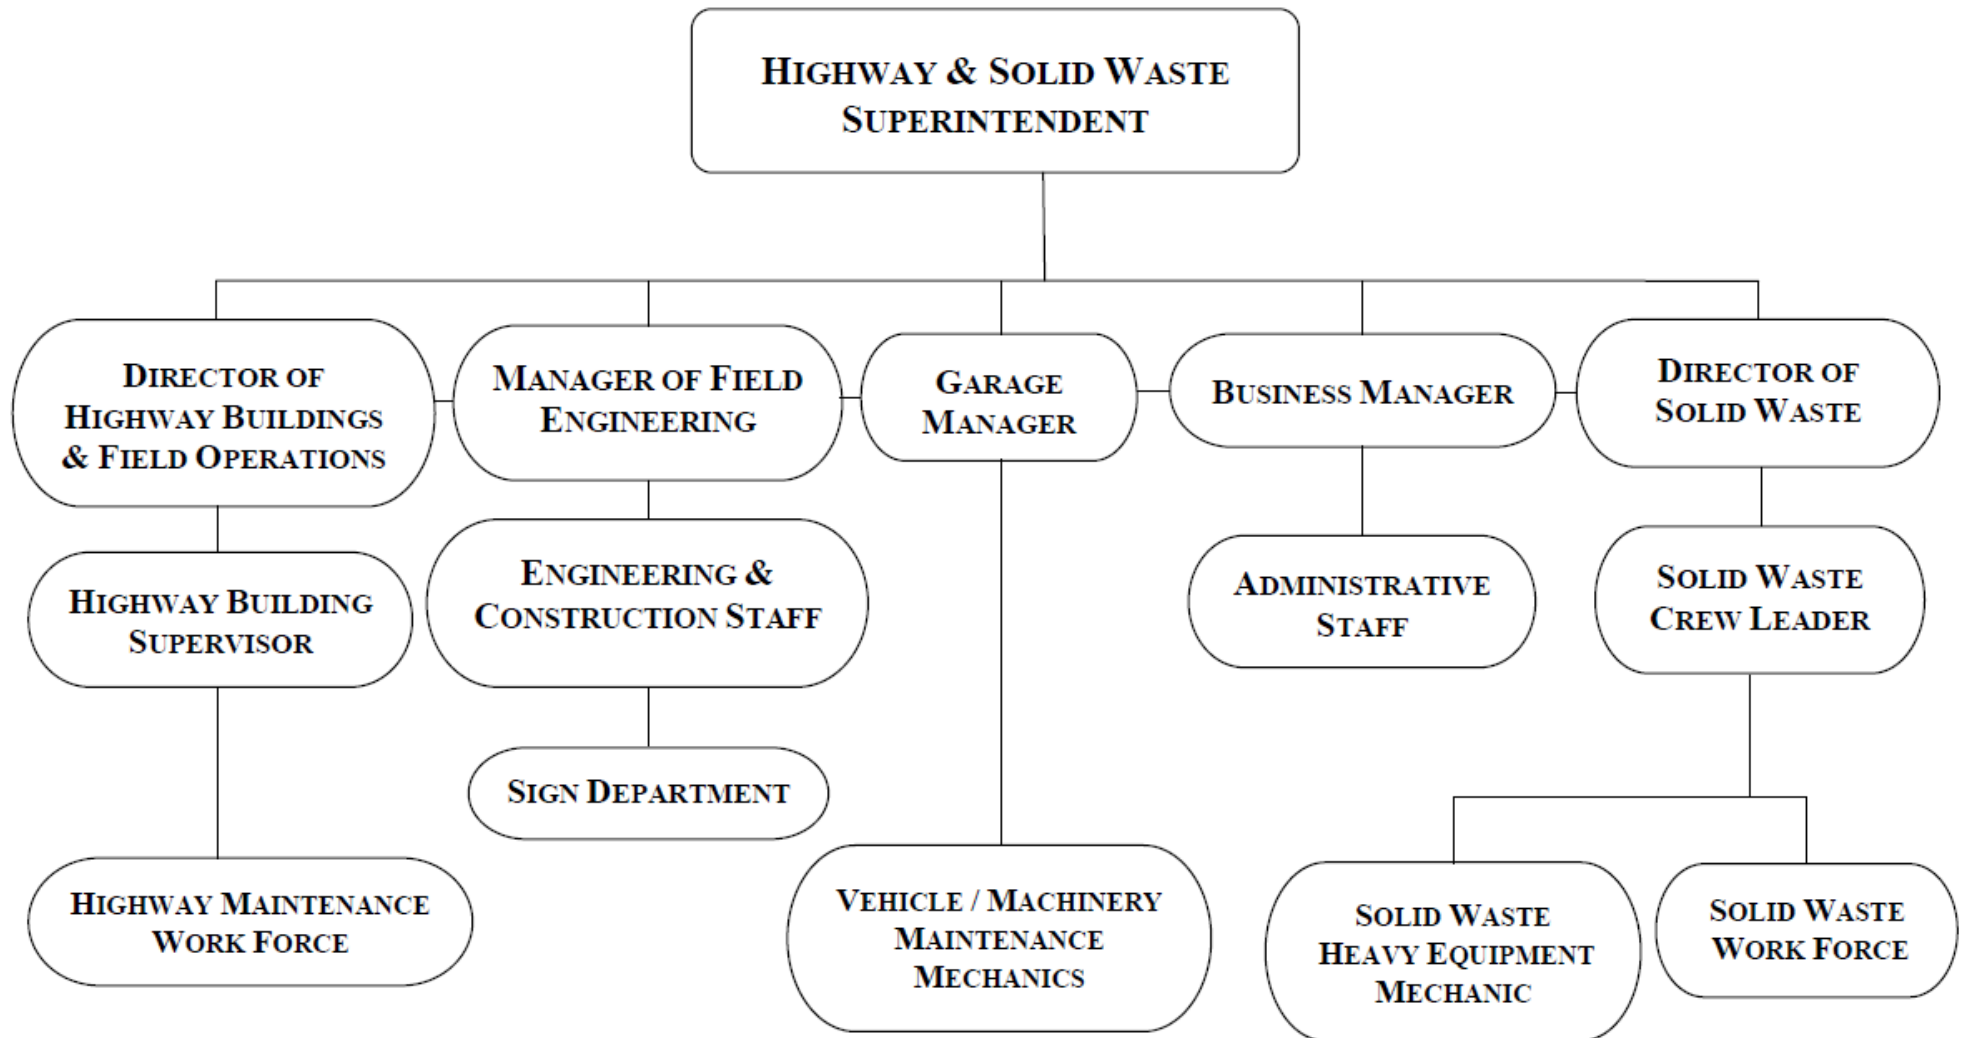 HIGHWAY & SOLID WASTE
SUPERINTENDENT
DIRECTOR OF
HIGHWAY BUILDINGS
& FIELD OPERATIONS
MANAGER OF FIELD
ENGINEERING
GARAGE
MANAGER
BUSINESS MANAGER
DIRECTOR OF
SOLID WASTE
HIGHWAY BUILDING
SUPERVISOR
ENGINEERING &
CONSTRUCTION STAFF
ADMINISTRATIVE
STAFF
SOLID WASTE
CREW LEADER
SIGN DEPARTMENT
HIGHWAY MAINTENANCE
WORK FORCE
VEHICLE / MACHINERY
MAINTENANCE
MECHANICS
SOLID WASTE
HEAVY EQUIPMENT
MECHANIC
SOLID WASTE
WORK FORCE